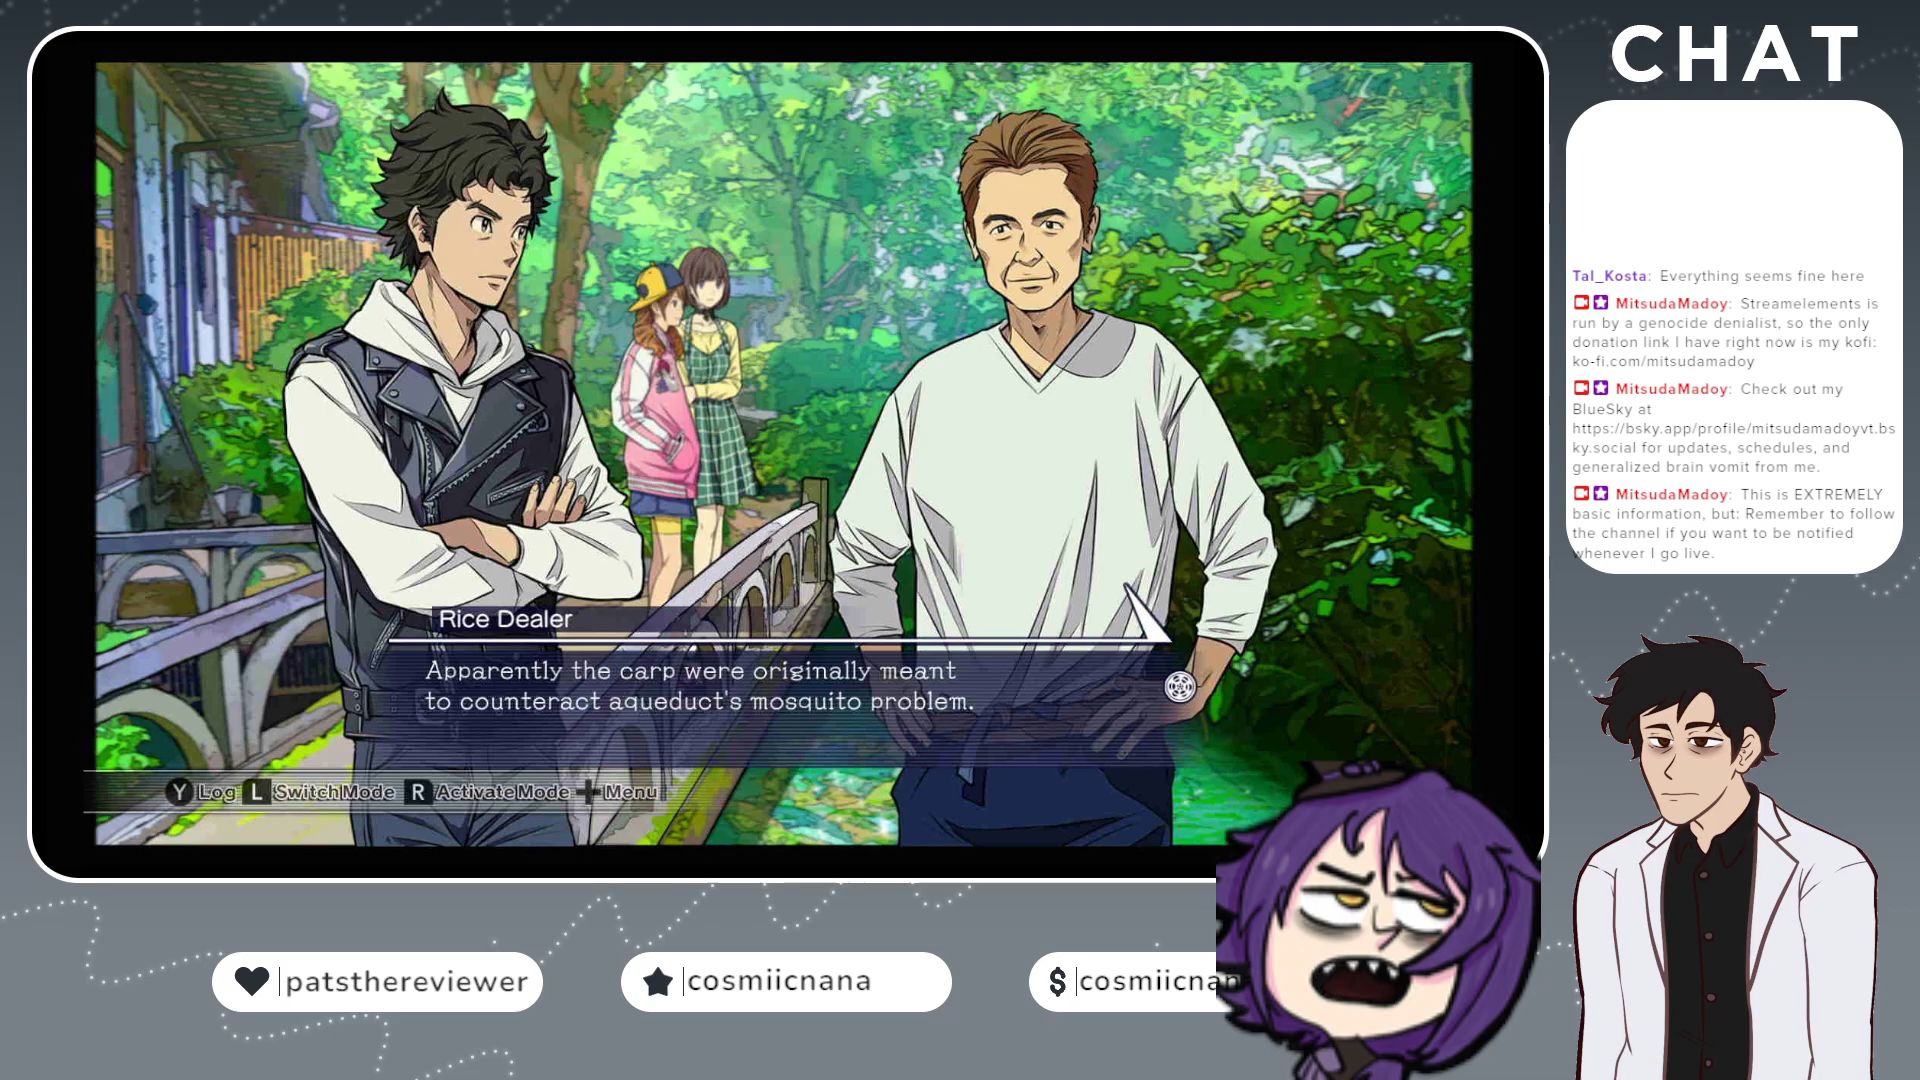 CHAT
Tal_Kosta: Everything seems fine here
MitsudaMadoy: Streamelements is
run by a genocide denialist, so the only
donation link I have right now is my kofi:
ko-fi.com/mitsudamadoy
MitsudaMadoy: Check out my
BlueSky at
https://bsky.app/profile/mitsudamadoyvt.bs
ky.social for updates, schedules, and
generalized brain vomit from me.
MitsudaMadoy: This is EXTREMELY
basic information, but: Remember to follow
the channel if you want to be notified
whenever I go live.
Rice Dealer
Apparently the carp were originally meant
to counteract aqueduct's mosquito problem.
Y Log L SwitchMode R ActivateMode Menu
patsthereviewer
cosmiicnana
$ cosmiicnan